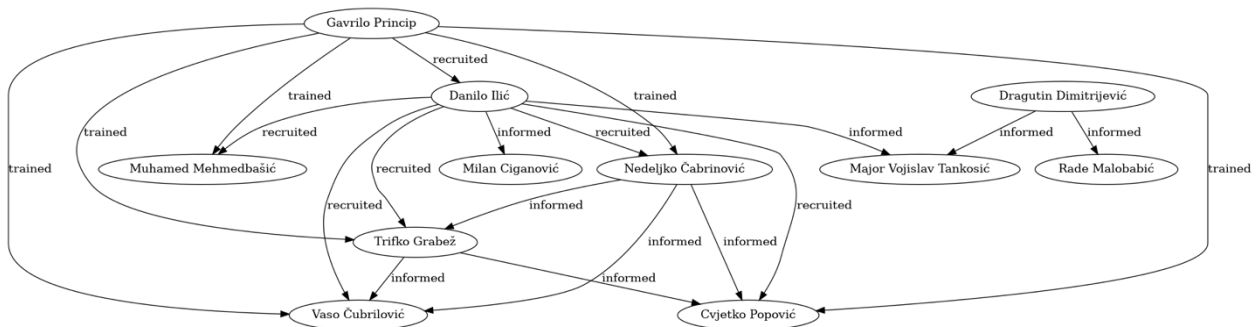 Gavrilo Princip
recruited
Danilo Ilić
Dragutin Dimitrijević
trained
trained
trained
recruited
informed
recruited
informed
informed
informed
trained
Muhamed Mehmedbašić
Milan Ciganović
Nedeljko Čabrinović
Major Vojislav Tankosić
Rade Malobabić
trained
recruited
recruited
informed
recruited
Trifko Grabež
informed
informed
informed
informed
Vaso Čubrilović
Cvjetko Popović